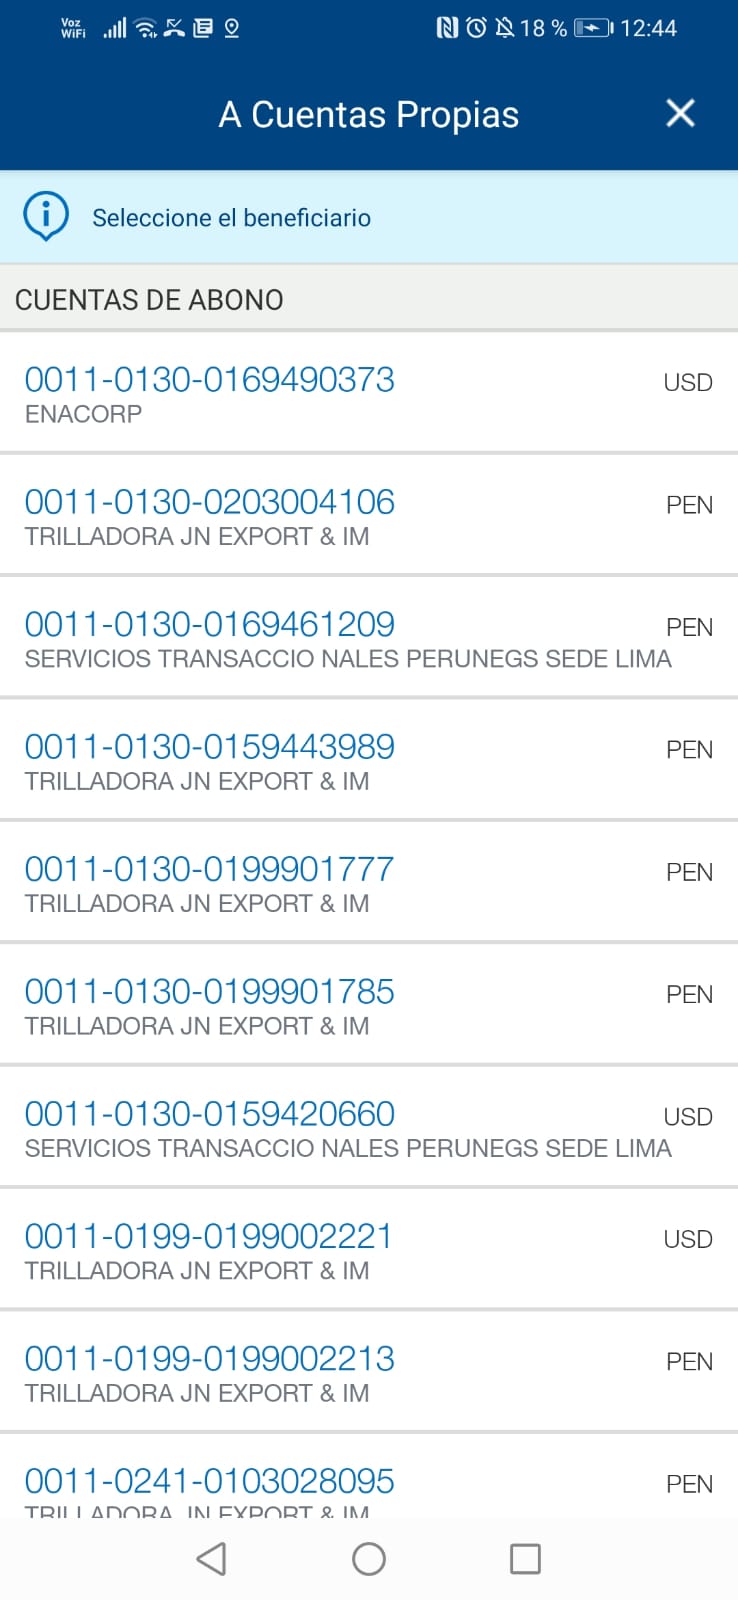 Voz
WiFi
18 %
12:44
A Cuentas Propias
Seleccione el beneficiario
CUENTAS DE ABONO
0011-0130-0169490373 USD
ENACORP
0011-0130-0203004106 PEN
TRILLADORA JN EXPORT & IM
0011-0130-0169461209 PEN
SERVICIOS TRANSACCIO NALES PERUNEGS SEDE LIMA
0011-0130-0159443989 PEN
TRILLADORA JN EXPORT & IM
0011-0130-0199901777 PEN
TRILLADORA JN EXPORT & IM
0011-0130-0199901785 PEN
TRILLADORA JN EXPORT & IM
0011-0130-0159420660 USD
SERVICIOS TRANSACCIO NALES PERUNEGS SEDE LIMA
0011-0199-0199002221 USD
TRILLADORA JN EXPORT & IM
0011-0199-0199002213 PEN
TRILLADORA JN EXPORT & IM
0011-0241-0103028095 PEN
TRILLADORA JN EXPORT & IM